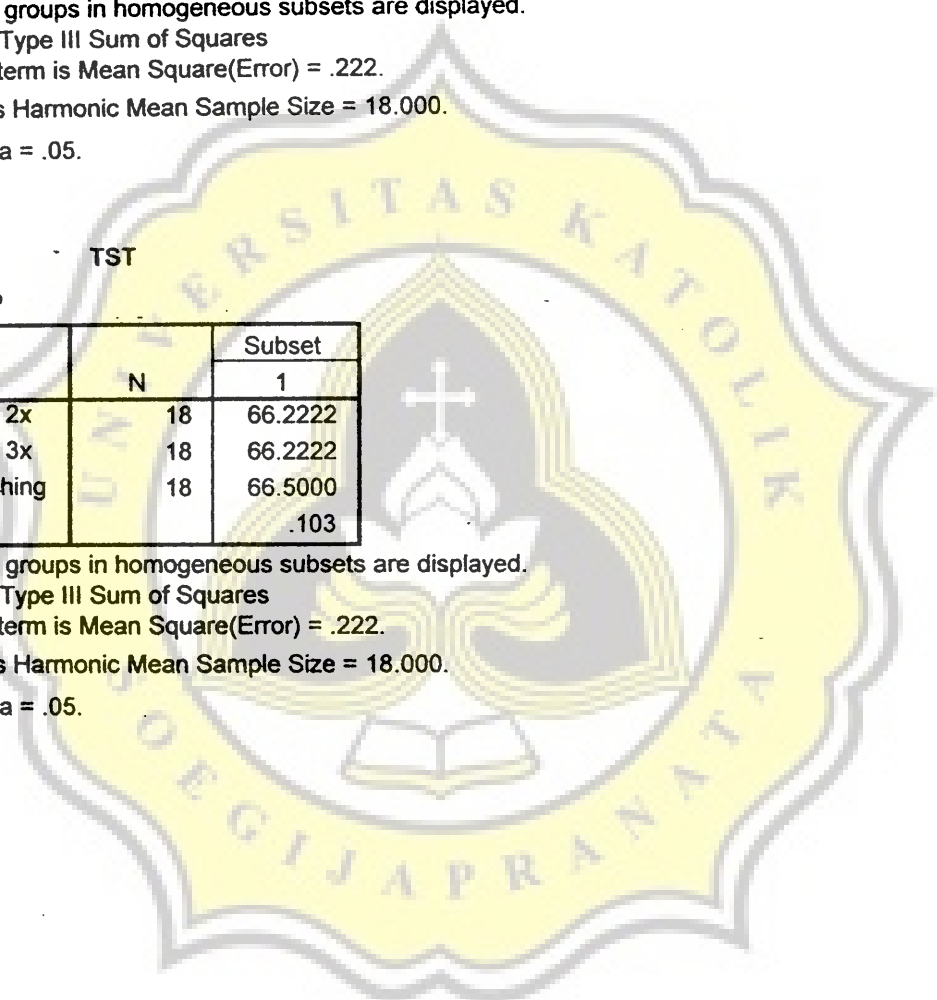 groups in homogeneous subsets are displayed.
Type III Sum of Squares
term is Mean Square(Error) = .222.
s Harmonic Mean Sample Size = 18.000.
a = .05.
TST
Subset
N 1
2x 18 66.2222
3x 18 66.2222
hing 18 66.5000
.103
groups in homogeneous subsets are displayed.
Type III Sum of Squares
term is Mean Square(Error) = .222.
s Harmonic Mean Sample Size = 18.000.
a = .05.
UNIVERSITAS KATOLIK
SOEGIJAPRANATA